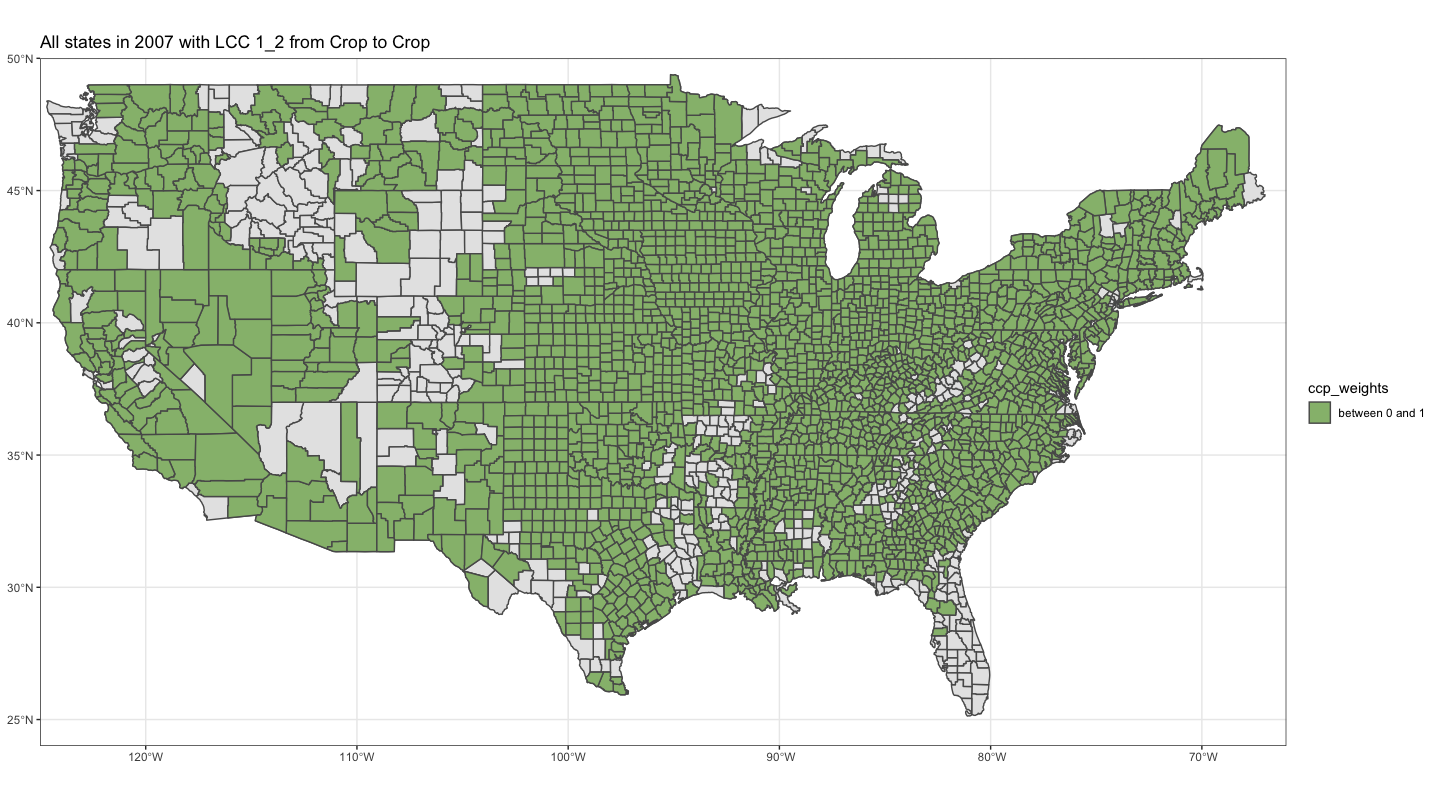 All states in 2007 with LCC 1_2 from Crop to Crop
50°N
45°N
40°N
35°N
30°N
25°N
120°W
110°W
100°W
90°W
80°W
70°W
ccp_weights
between 0 and 1